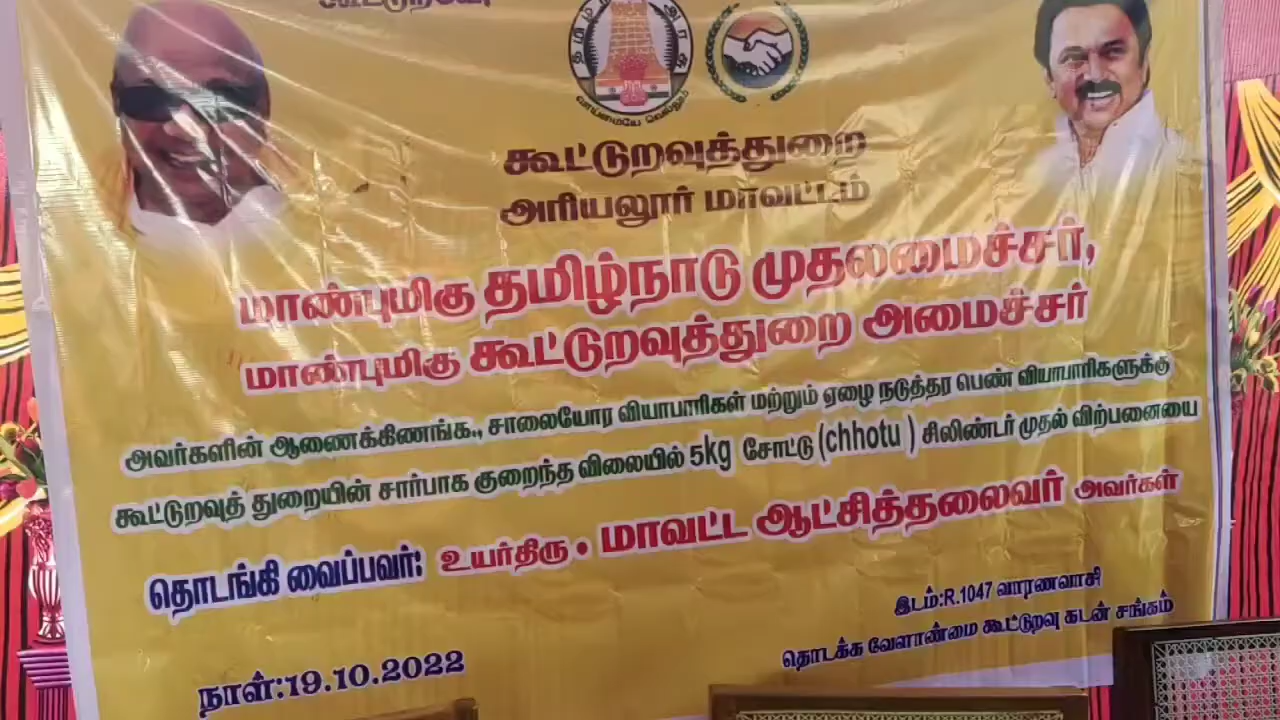 தமிழ் அரசு
வாய்மையே வெல்லும்
கூட்டுறவுத்துறை
அரியலூர் மாவட்டம்
மாண்புமிகு தமிழ்நாடு முதலமைச்சர்,
மாண்புமிகு கூட்டுறவுத்துறை அமைச்சர்
அவர்களின் ஆணைக்கிணங்க., சாலையோர வியாபாரிகள் மற்றும் ஏழை நடுத்தர பெண் வியாபாரிகளுக்கு
கூட்டுறவுத் துறையின் சார்பாக குறைந்த விலையில் 5kg சோட்டு (chhotu ) சிலிண்டர் முதல் விற்பனையை
தொடங்கி வைப்பவர்: உயர்திரு. மாவட்ட ஆட்சித்தலைவர் அவர்கள்
நாள்:19.10.2022
இடம்:R.1047 வாரணவாசி
தொடக்க வேளாண்மை கூட்டுறவு கடன் சங்கம்